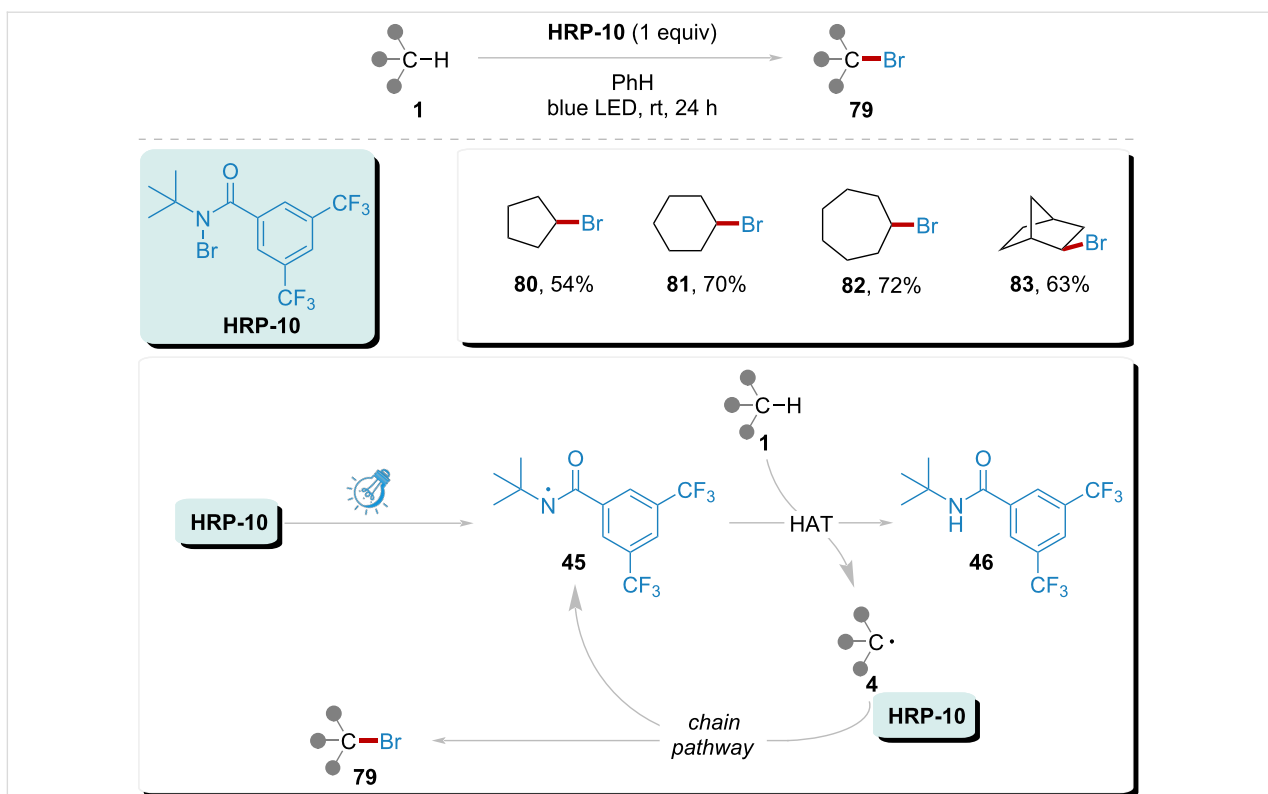 C–H
1
HRP-10 (1 equiv)
PhH
blue LED, rt, 24 h
C–Br
79
O
N
Br
CF3
CF3
HRP-10
Br
80, 54%
Br
81, 70%
Br
82, 72%
Br
83, 63%
HRP-10
O
N·
CF3
CF3
45
C–H
1
HAT
O
N
H
CF3
CF3
46
C·
4
HRP-10
chain
pathway
C–Br
79